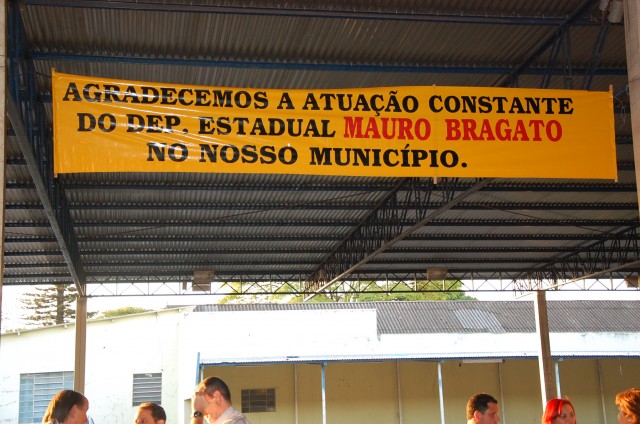 AGRADECEMOS A ATUAÇÃO CONSTANTE
DO DEP. ESTADUAL MAURO BRAGATO
NO NOSSO MUNICÍPIO.